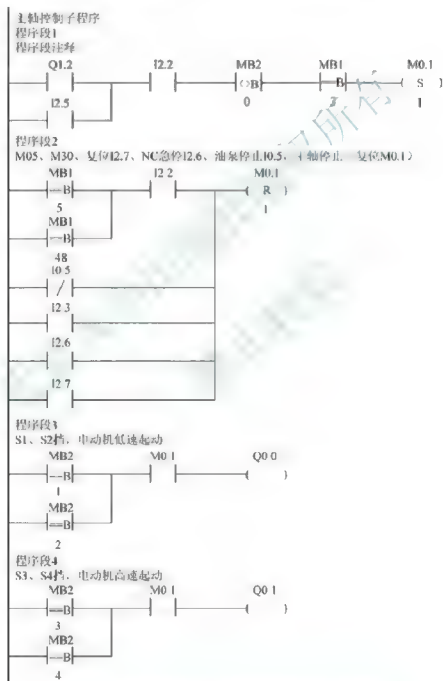 主轴控制子程序
程序段1
程序段注释
Q1.2 I2.2 MB2 MB1 M0.1
<>B ==B S
I2.5 0 1
程序段2
M05、M30、复位I2.7、NC急停I2.6、油泵停止I0.5、主轴停止 复位M0.1）
MB1 I2.2 M0.1
==B R
5 1
MB1
==B
48
I0.5
/
I2.3
I2.6
I2.7
程序段3
S1、S2挡，电动机低速起动
MB2 M0.1 Q0.0
==B
1
MB2
==B
2
程序段4
S3、S4挡，电动机高速起动
MB2 M0.1 Q0.1
==B
3
MB2
==B
4